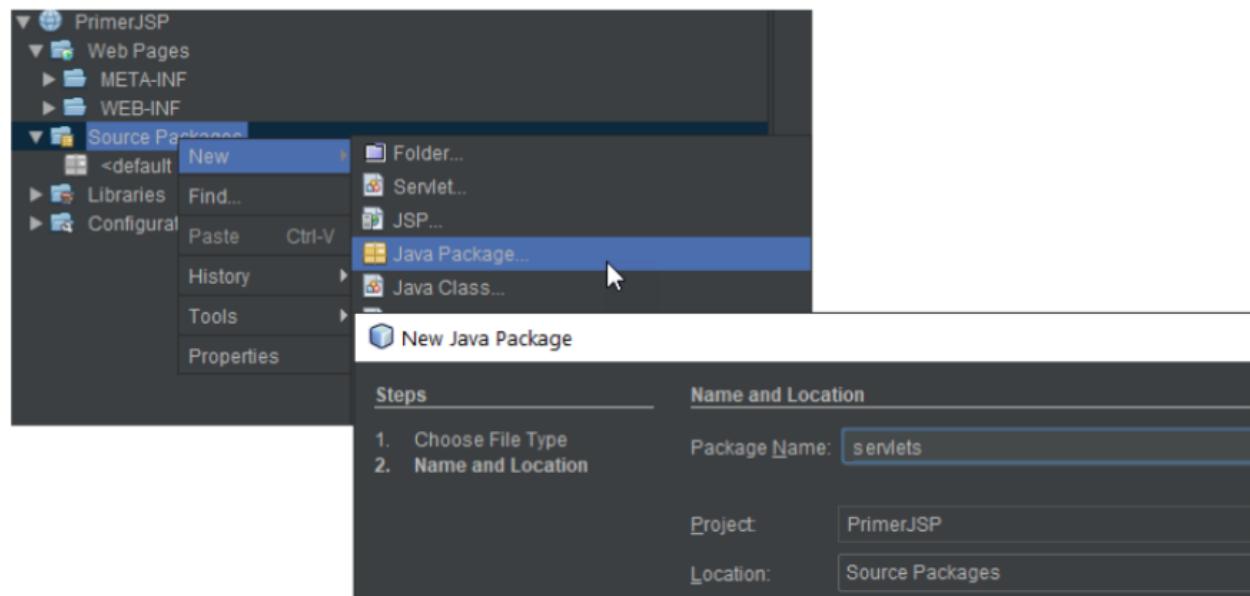 PrimerJSP
Web Pages
META-INF
WEB-INF
Source Packages
<default
Libraries
Configurat
New
Find...
Paste Ctrl-V
History
Tools
Properties
Folder...
Servlet...
JSP...
Java Package...
Java Class...
New Java Package
Steps
1. Choose File Type
2. Name and Location
Name and Location
Package Name: servlets
Project: PrimerJSP
Location: Source Packages